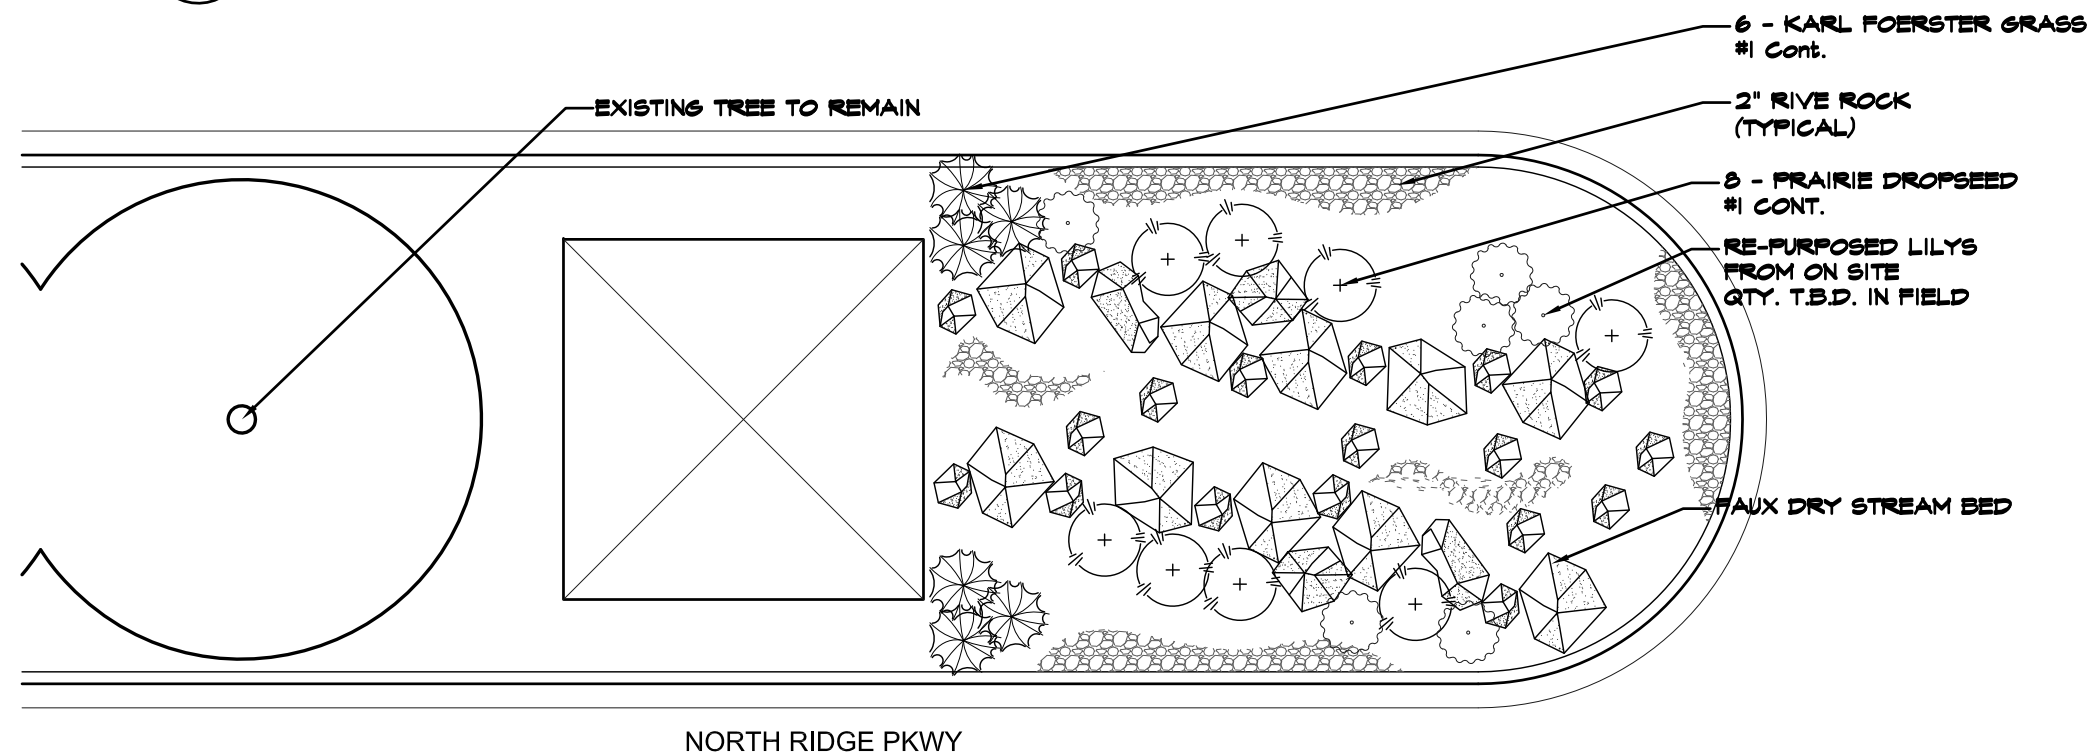 6 - KARL FOERSTER GRASS
#1 Cont.
EXISTING TREE TO REMAIN
2" RIVE ROCK
(TYPICAL)
8 - PRAIRIE DROPSEED
#1 CONT.
RE-PURPOSED LILYS
FROM ON SITE
QTY. T.B.D. IN FIELD
FAUX DRY STREAM BED
NORTH RIDGE PKWY